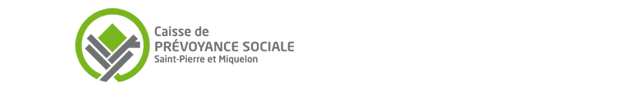 Caisse de
PRÉVOYANCE SOCIALE
Saint-Pierre et Miquelon